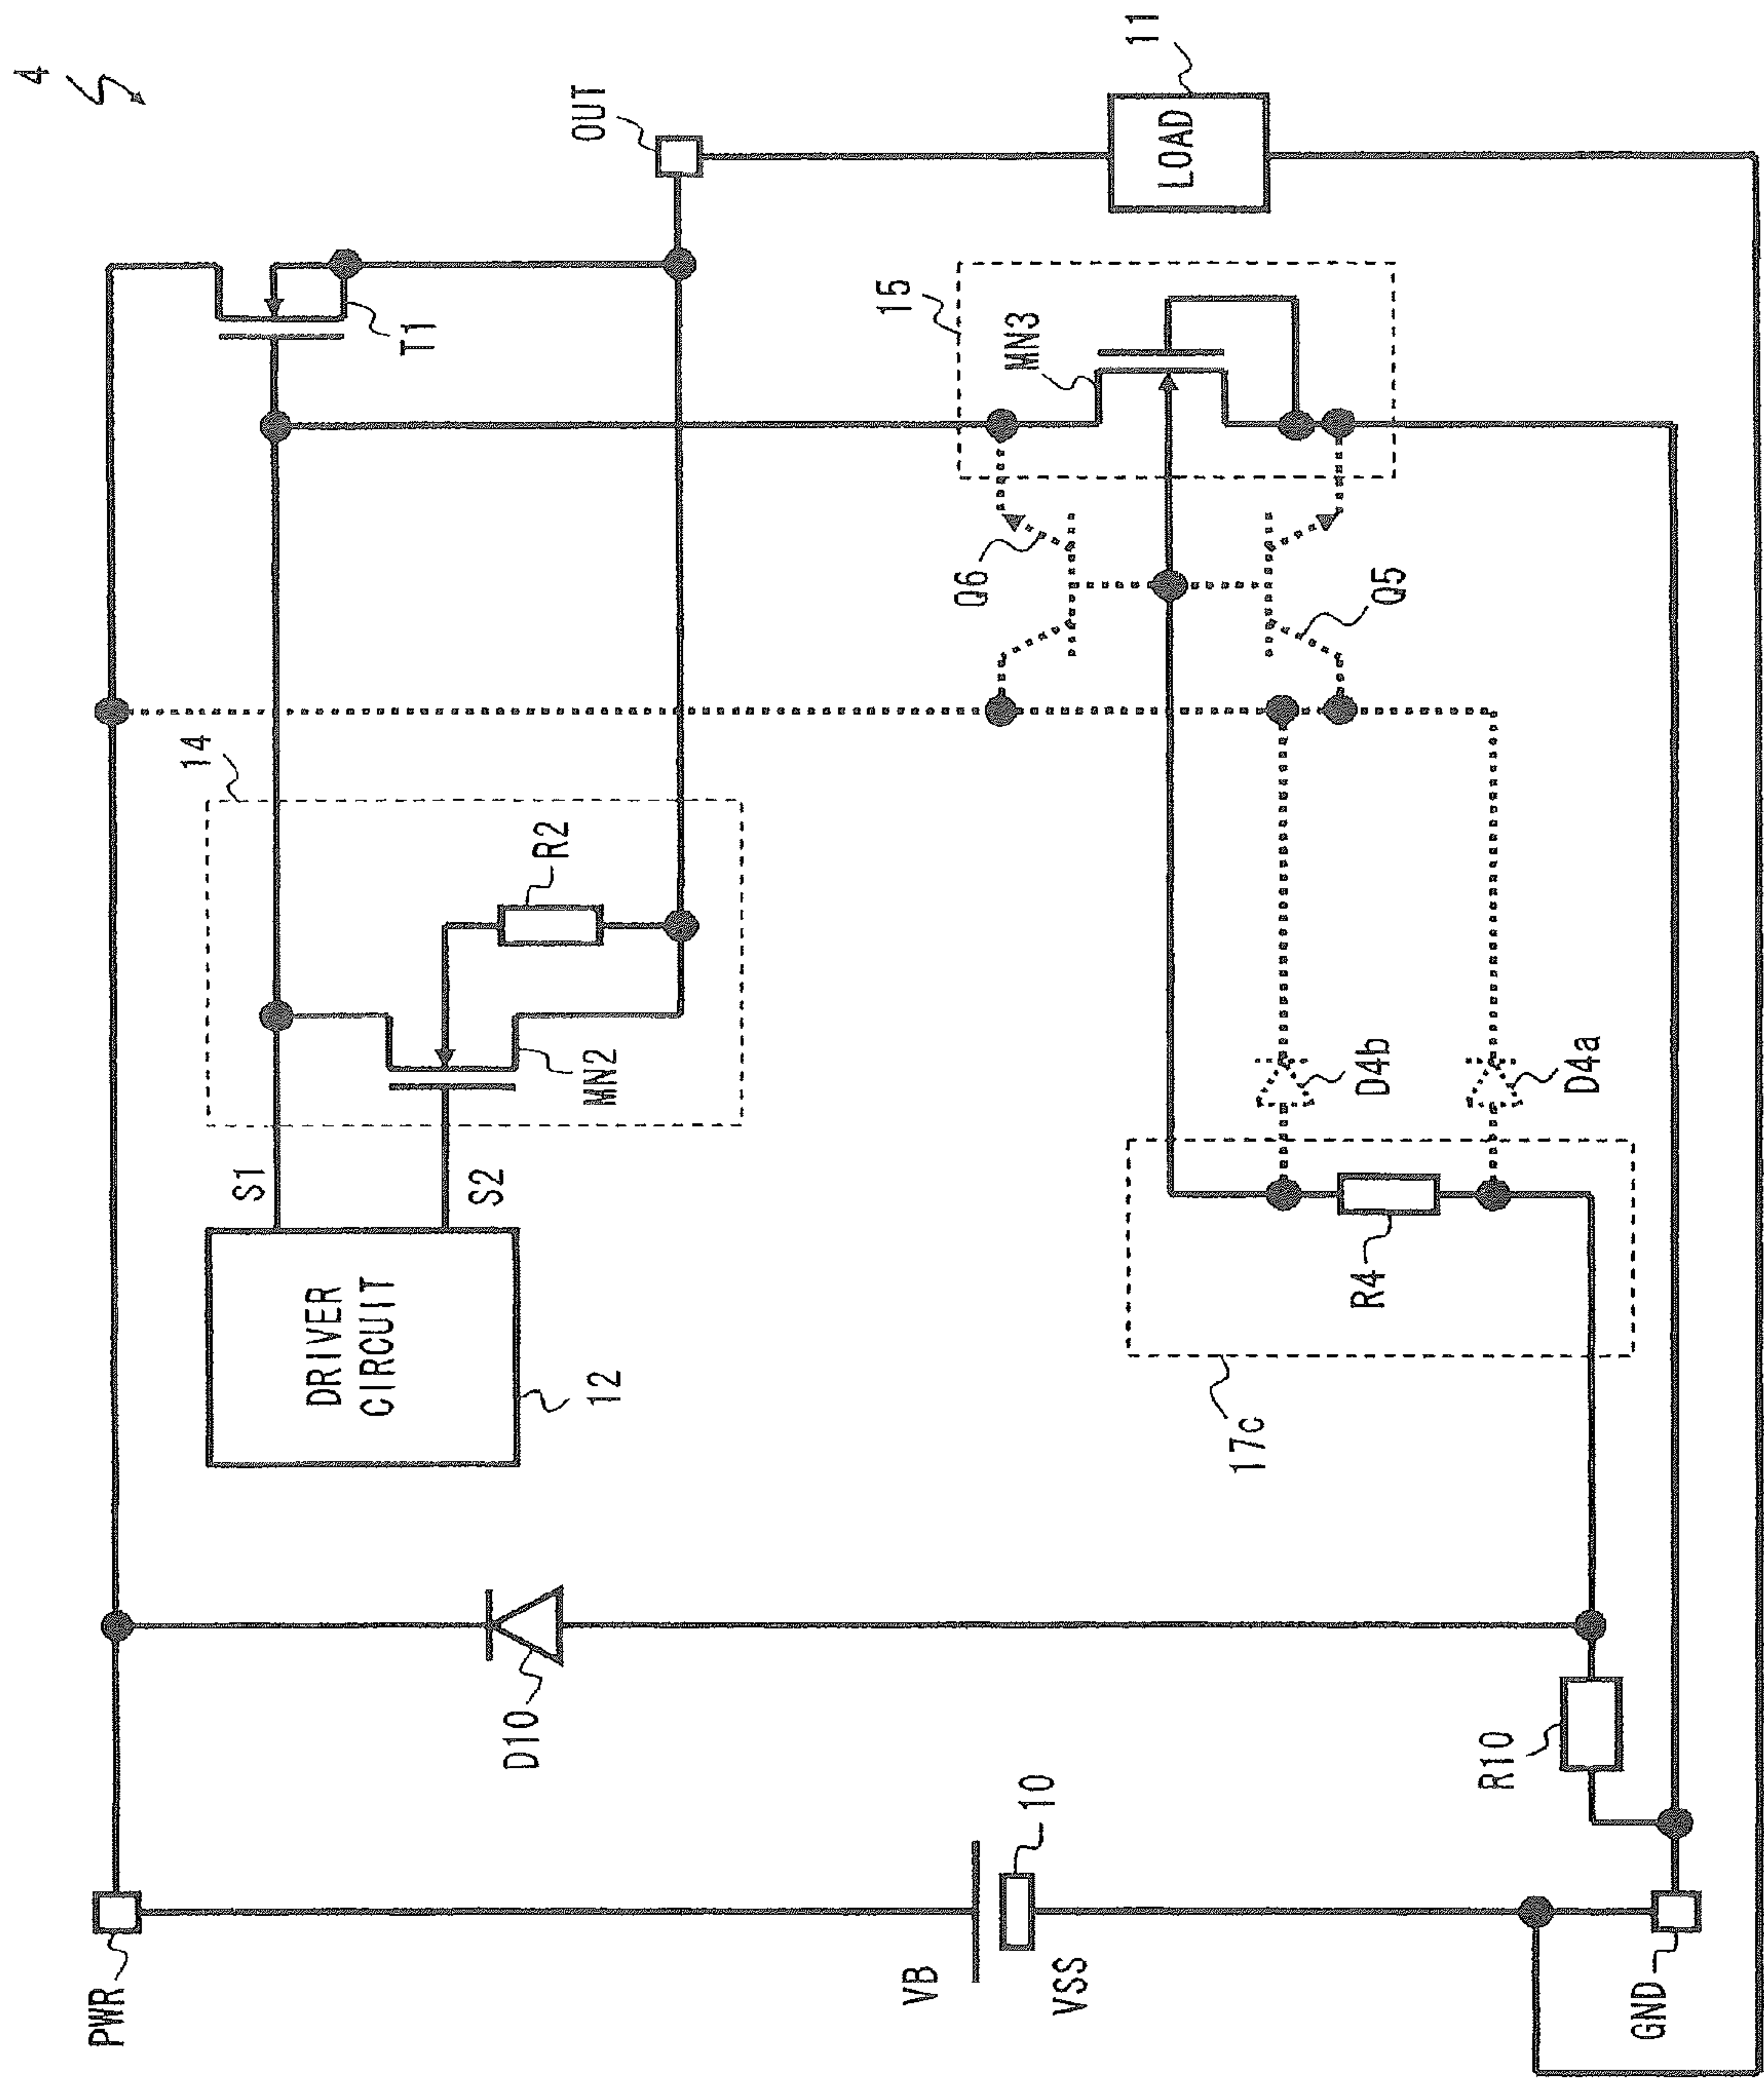 4
PWR
OUT
T1
14
S1
S2
R2
MN2
DRIVER
CIRCUIT
12
D10
VB
VSS
10
15
MN3
Q6
Q5
LOAD
11
D4b
D4a
R4
17c
R10
GND